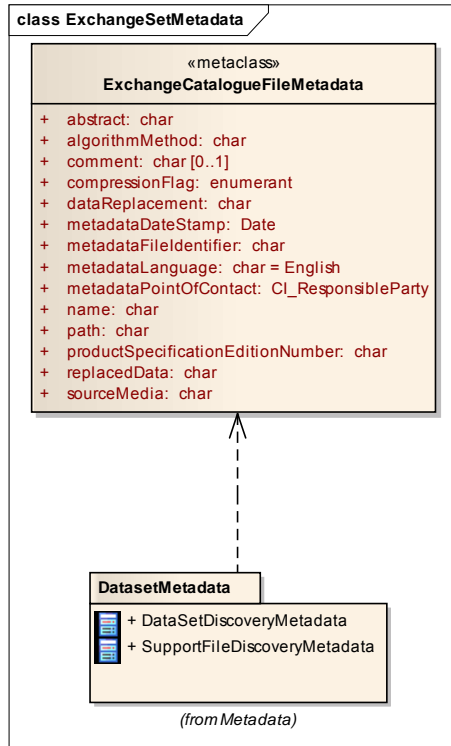 class ExchangeSetMetadata
«metaclass»
ExchangeCatalogueFileMetadata
+ abstract: char
+ algorithmMethod: char
+ comment: char [0..1]
+ compressionFlag: enumerant
+ dataReplacement: char
+ metadataDateStamp: Date
+ metadataFileIdentifier: char
+ metadataLanguage: char = English
+ metadataPointOfContact: CI_ResponsibleParty
+ name: char
+ path: char
+ productSpecificationEditionNumber: char
+ replacedData: char
+ sourceMedia: char
DatasetMetadata
+ DataSetDiscoveryMetadata
+ SupportFileDiscoveryMetadata
(from Metadata)